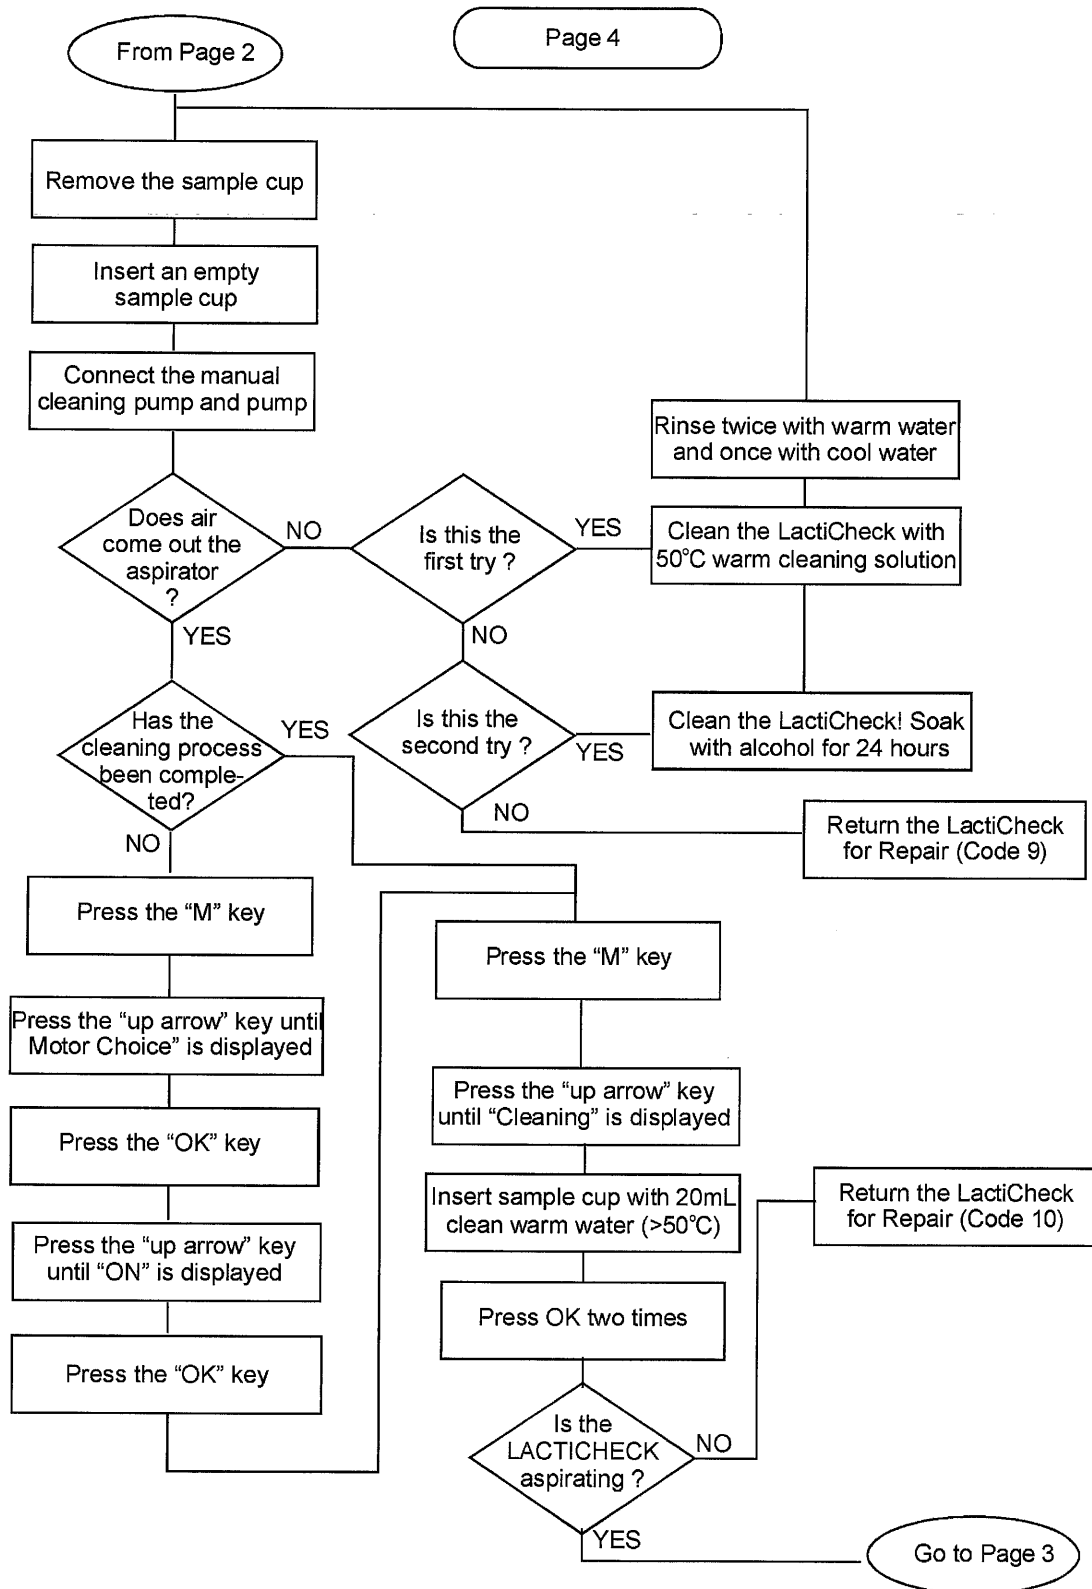 From Page 2
Page 4
Remove the sample cup
Insert an empty
sample cup
Connect the manual
cleaning pump and pump
Rinse twice with warm water
and once with cool water
Does air
come out the
aspirator
?
NO
YES
Is this the
first try ?
YES
NO
Clean the LactiCheck with
50°C warm cleaning solution
Has the
cleaning process
been comple-
ted?
YES
NO
Is this the
second try ?
YES
NO
Clean the LactiCheck! Soak
with alcohol for 24 hours
Return the LactiCheck
for Repair (Code 9)
Press the “M” key
Press the “up arrow” key until
Motor Choice” is displayed
Press the “OK” key
Press the “up arrow” key
until “ON” is displayed
Press the “OK” key
Press the “M” key
Press the “up arrow” key
until “Cleaning” is displayed
Insert sample cup with 20mL
clean warm water (>50°C)
Press OK two times
Is the
LACTICHECK
aspirating ?
NO
YES
Return the LactiCheck
for Repair (Code 10)
Go to Page 3